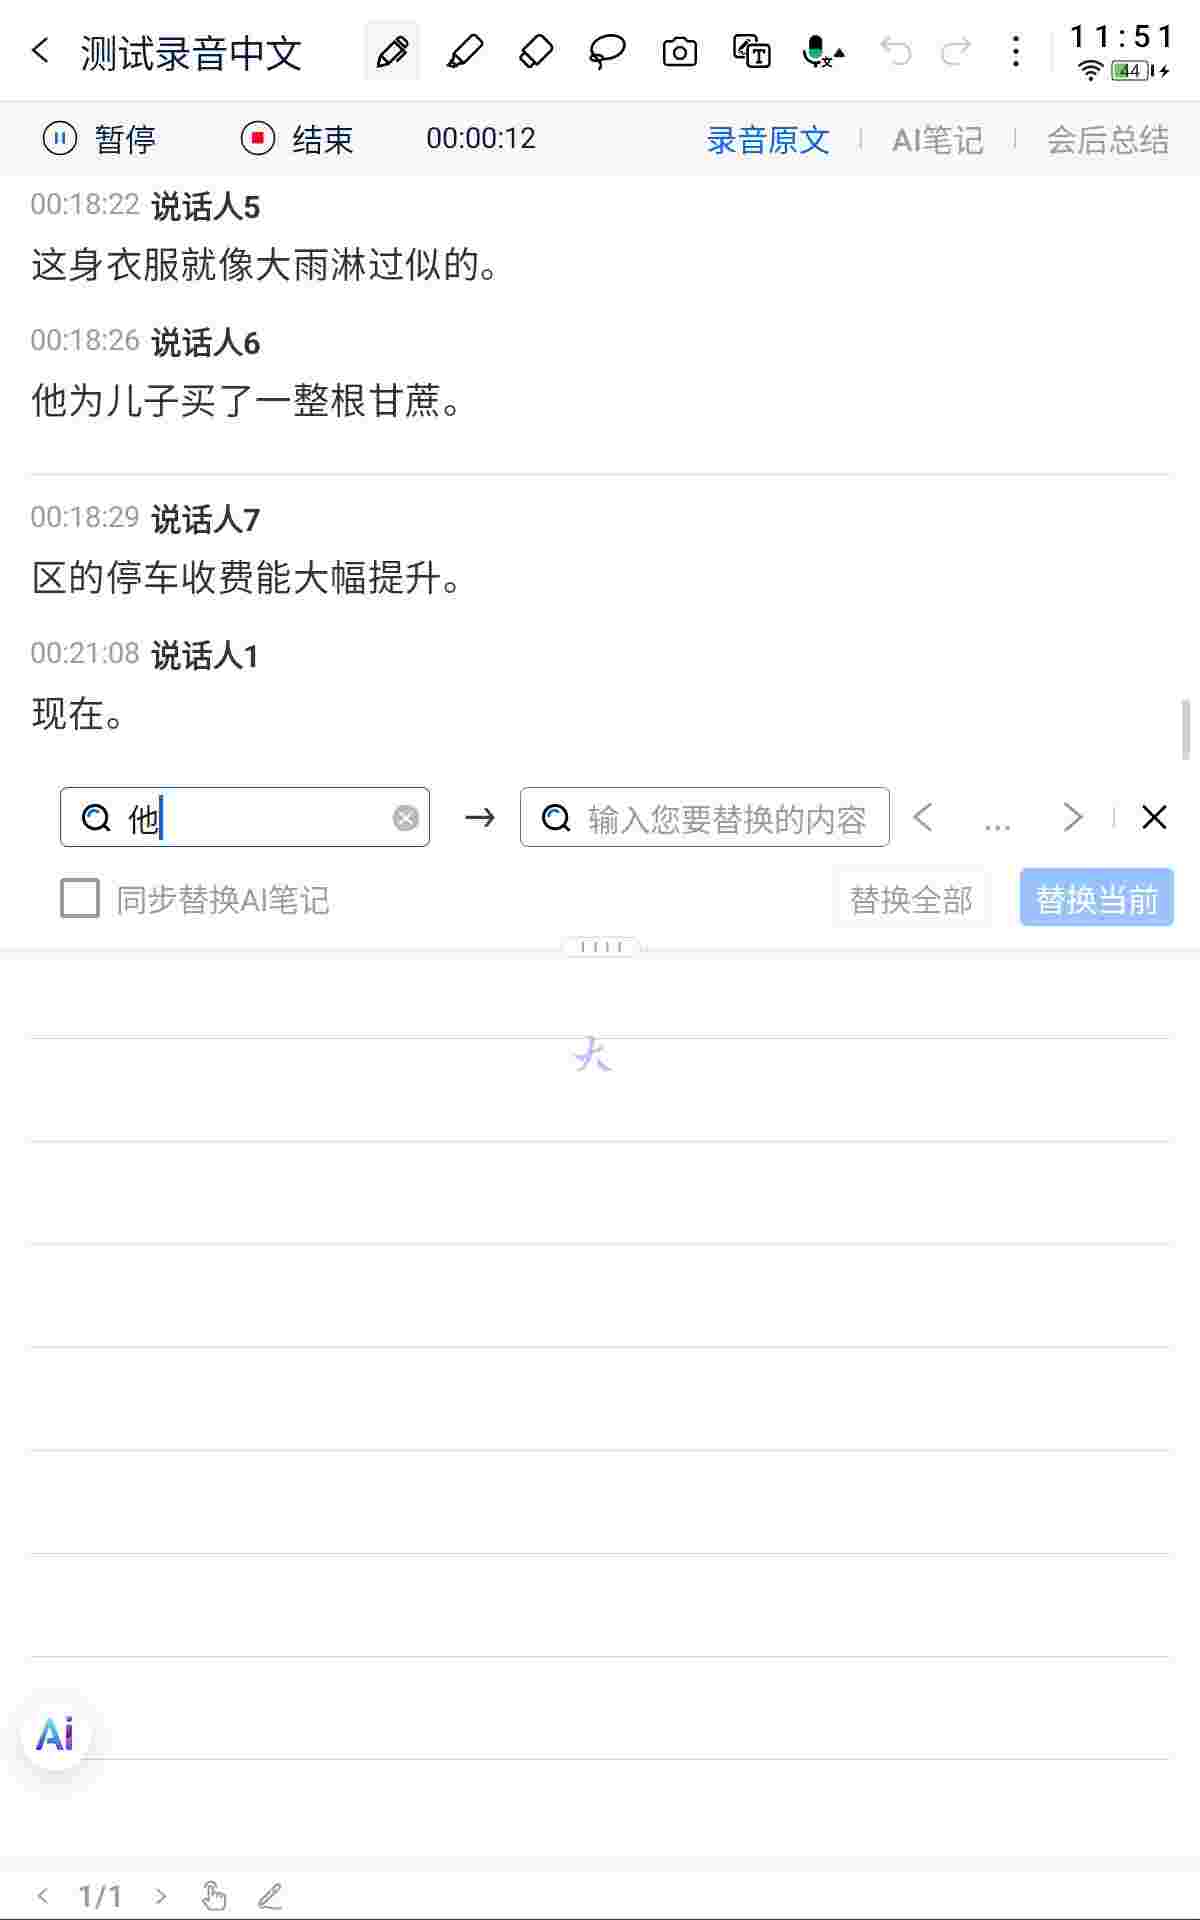 测试录音中文
11:51
44
暂停 结束 00:00:12 录音原文 AI笔记 会后总结
00:18:22 说话人5
这身衣服就像大雨淋过似的。
00:18:26 说话人6
他为儿子买了一整根甘蔗。
00:18:29 说话人7
区的停车收费能大幅提升。
00:21:08 说话人1
现在。
他 → 输入您要替换的内容 < ... >
同步替换AI笔记 替换全部 替换当前
大
Ai
< 1/1 >